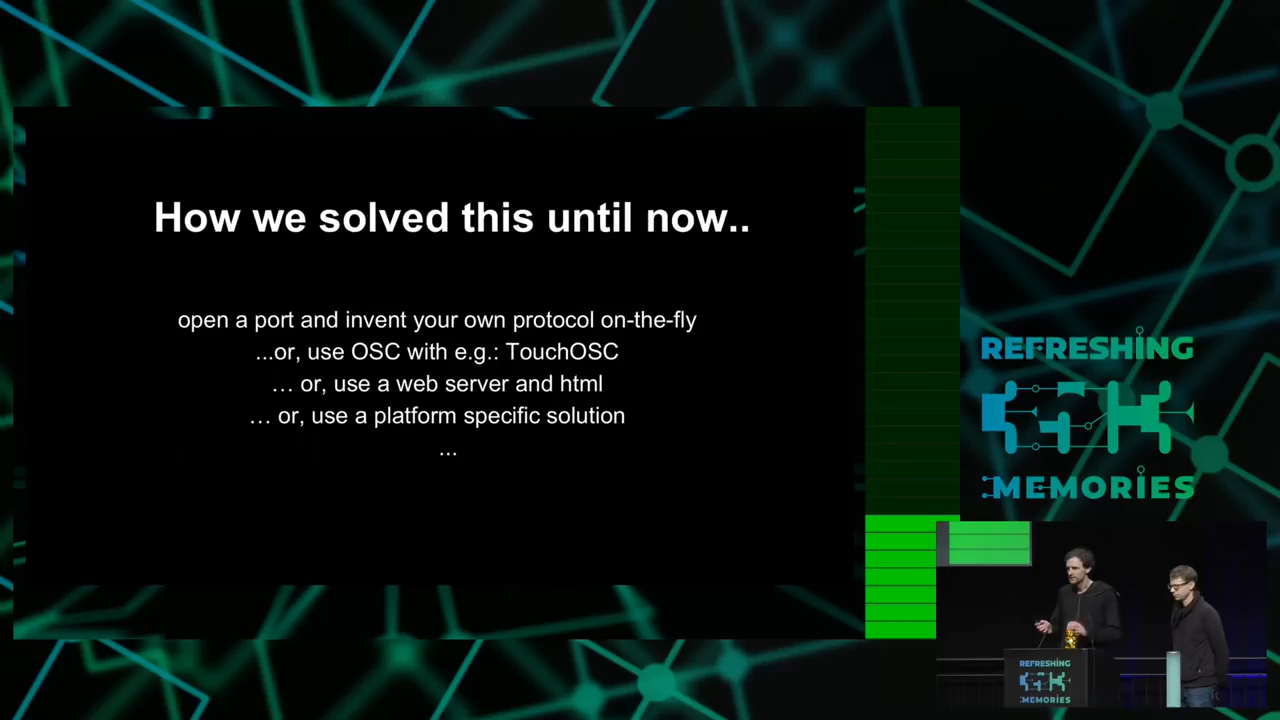 How we solved this until now..
open a port and invent your own protocol on-the-fly
...or, use OSC with e.g.: TouchOSC
… or, use a web server and html
… or, use a platform specific solution
...
REFRESHING
MEMORIES
REFRESHING
MEMORIES